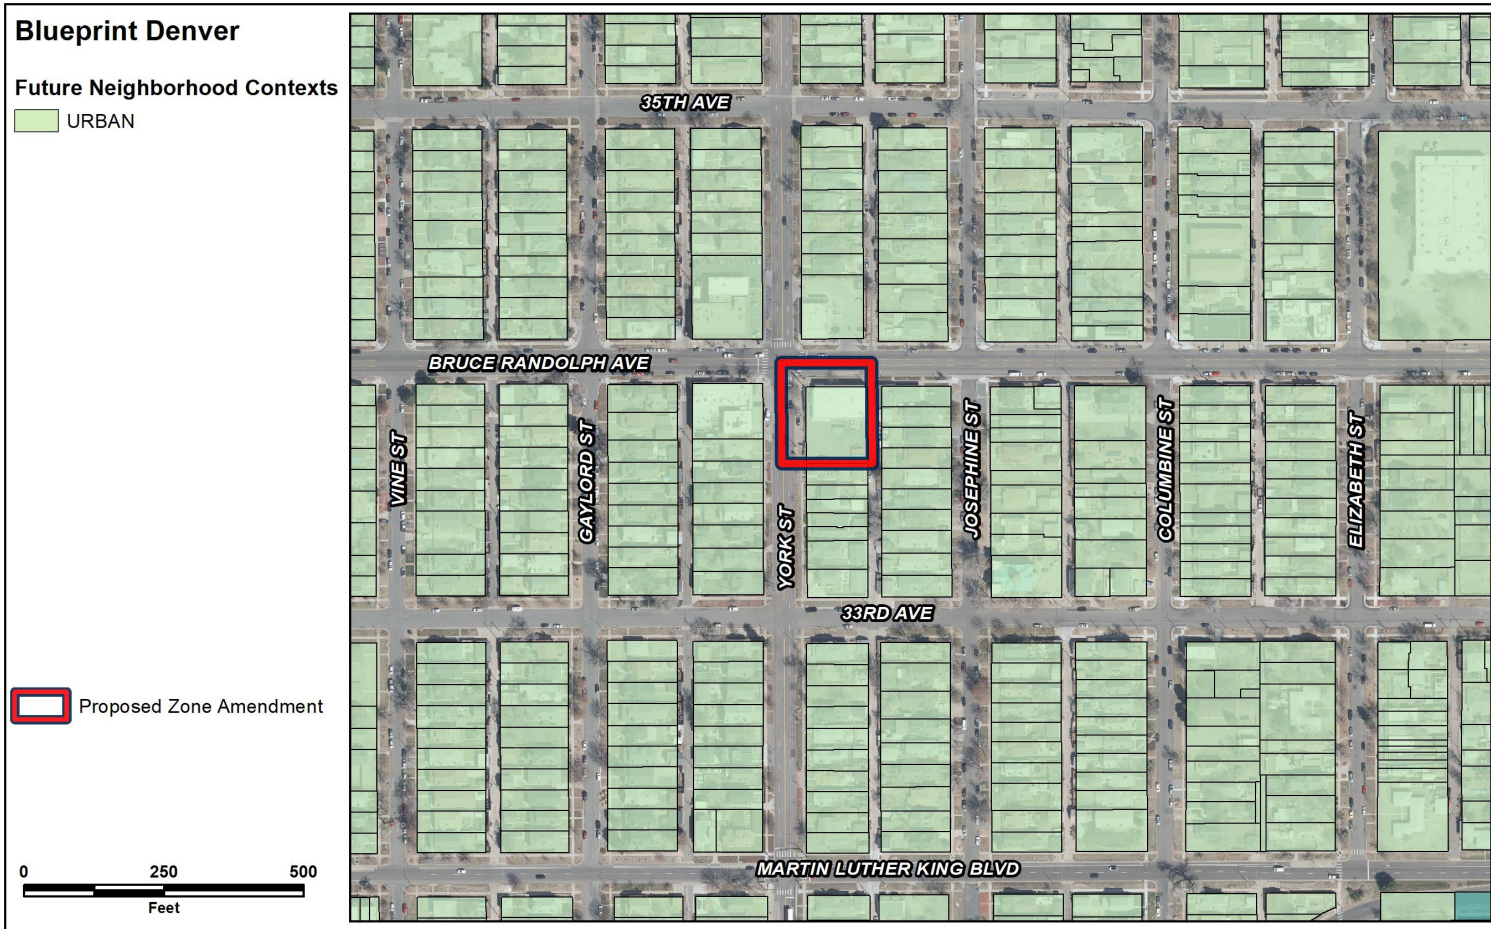 Blueprint Denver
Future Neighborhood Contexts
URBAN
Proposed Zone Amendment
0 250 500
Feet
35TH AVE
BRUCE RANDOLPH AVE
VINE ST
GAYLORD ST
YORK ST
JOSEPHINE ST
COLUMBINE ST
ELIZABETH ST
33RD AVE
MARTIN LUTHER KING BLVD